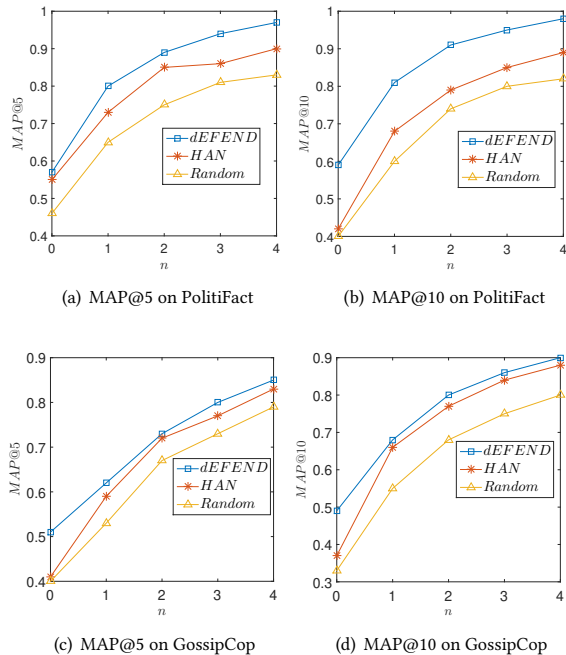 1
0.9
0.8
0.7
0.6
0.5
0.4
MAP@5
0 1 2 3 4
n
dEFEND
HAN
Random
(a) MAP@5 on PolitiFact
1
0.9
0.8
0.7
0.6
0.5
0.4
MAP@10
0 1 2 3 4
n
dEFEND
HAN
Random
(b) MAP@10 on PolitiFact
0.9
0.8
0.7
0.6
0.5
0.4
MAP@5
0 1 2 3 4
n
dEFEND
HAN
Random
(c) MAP@5 on GossipCop
0.9
0.8
0.7
0.6
0.5
0.4
0.3
MAP@10
0 1 2 3 4
n
dEFEND
HAN
Random
(d) MAP@10 on GossipCop